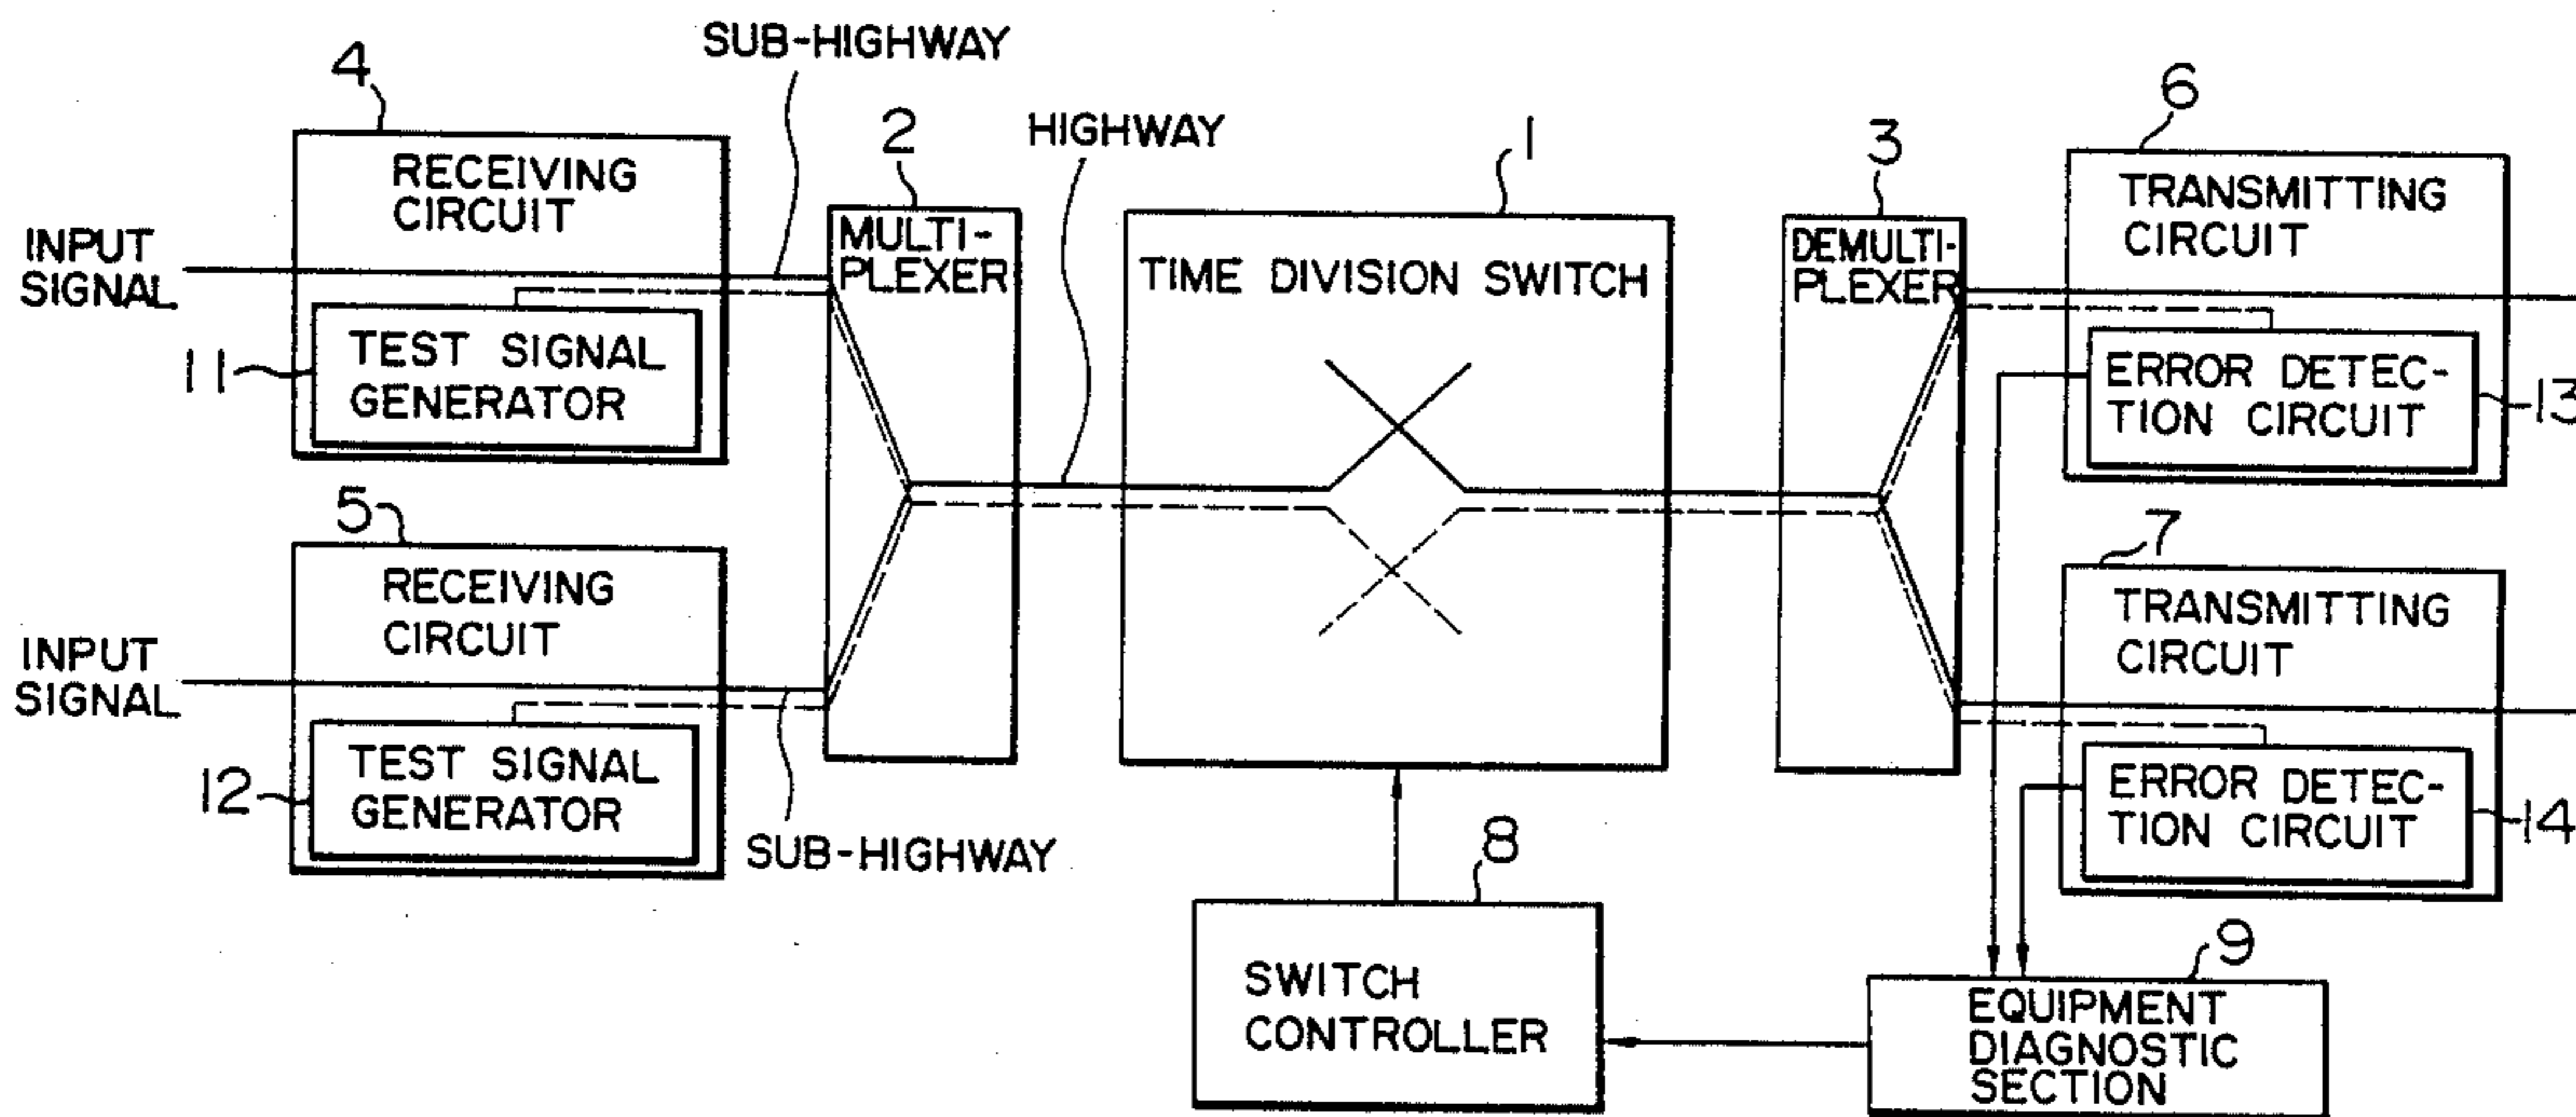 SUB-HIGHWAY
4
RECEIVING
CIRCUIT
INPUT
SIGNAL
11
TEST SIGNAL
GENERATOR
2
MULTI-
PLEXER
HIGHWAY
1
TIME DIVISION SWITCH
3
DEMULTI-
PLEXER
6
TRANSMITTING
CIRCUIT
ERROR DETEC-
TION CIRCUIT
13
5
RECEIVING
CIRCUIT
INPUT
SIGNAL
12
TEST SIGNAL
GENERATOR
SUB-HIGHWAY
7
TRANSMITTING
CIRCUIT
ERROR DETEC-
TION CIRCUIT
14
8
SWITCH
CONTROLLER
9
EQUIPMENT
DIAGNOSTIC
SECTION